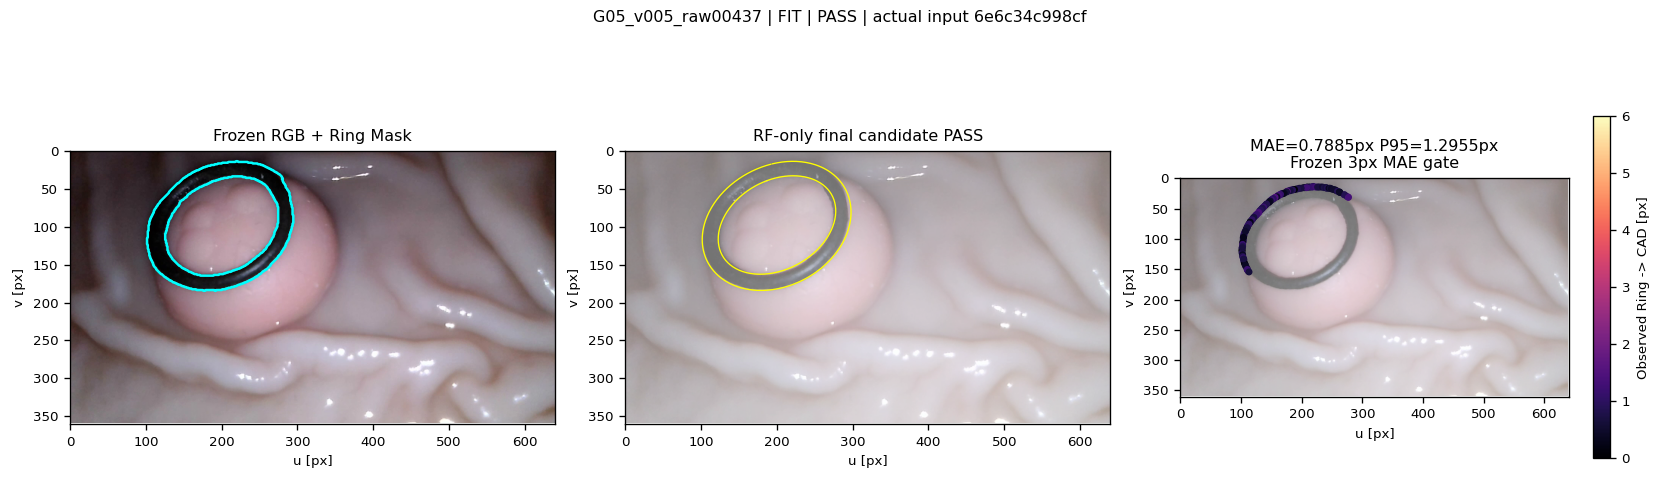 G05_v005_raw00437 | FIT | PASS | actual input 6e6c34c998cf
Frozen RGB + Ring Mask
0
50
100
150
200
250
300
350
v [px]
0 100 200 300 400 500 600
u [px]
RF-only final candidate PASS
0
50
100
150
200
250
300
350
v [px]
0 100 200 300 400 500 600
u [px]
MAE=0.7885px P95=1.2955px
Frozen 3px MAE gate
0
50
100
150
200
250
300
350
v [px]
0 100 200 300 400 500 600
u [px]
6
5
4
3
2
1
0
Observed Ring -> CAD [px]